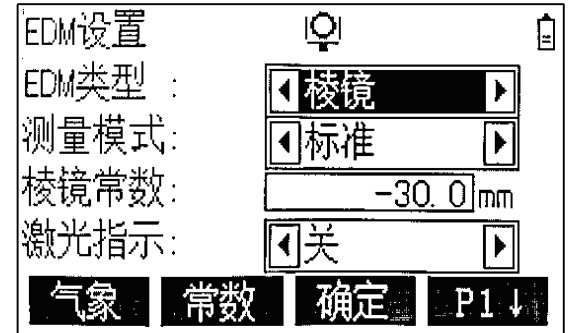 EDM设置
EDM类型 : 棱镜
测量模式: 标准
棱镜常数: -30.0 mm
激光指示: 关
气象 常数 确定 P1↓